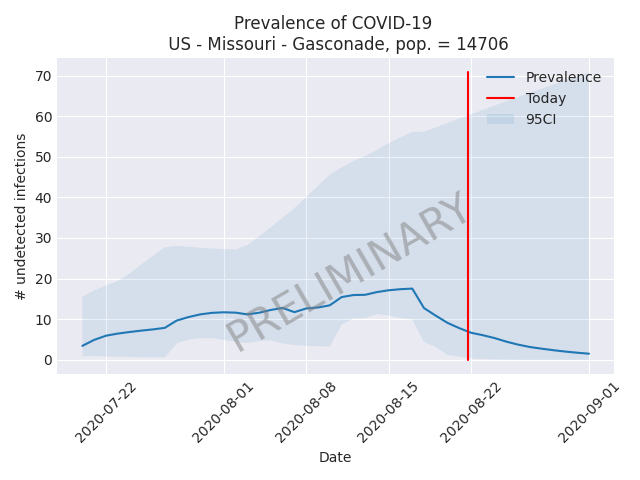 Prevalence of COVID-19
US - Missouri - Gasconade, pop. = 14706
Prevalence
Today
95CI
PRELIMINARY
# undetected infections
70
60
50
40
30
20
10
0
2020-07-22
2020-08-01
2020-08-08
2020-08-15
2020-08-22
2020-09-01
Date